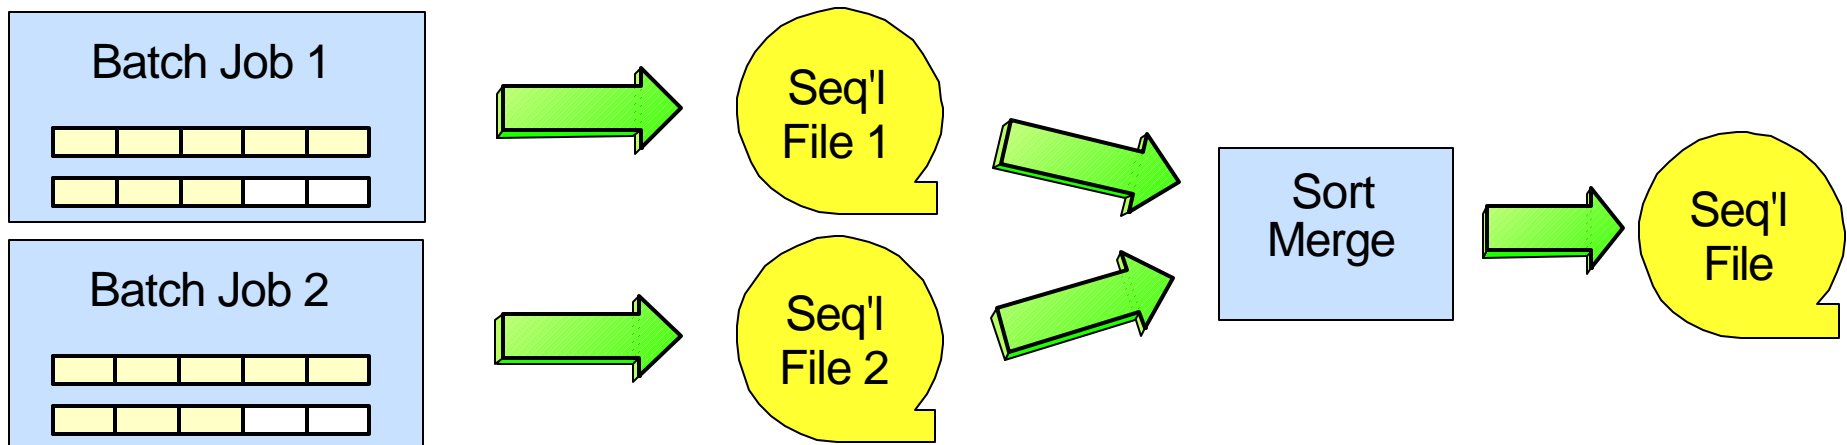 Batch Job 1
Seq'l
File 1
Sort
Merge
Seq'l
File
Batch Job 2
Seq'l
File 2